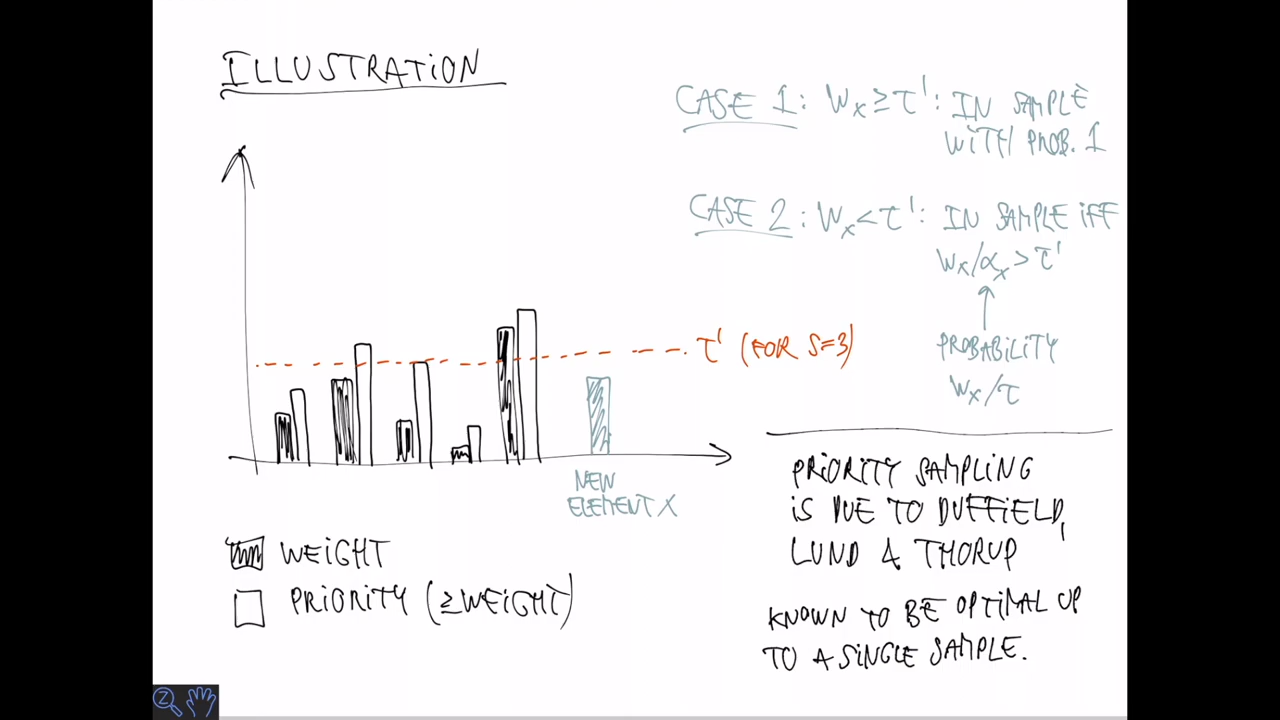 ILLUSTRATION
CASE 1: Wx ≥ τ': IN SAMPLE
WITH PROB. 1
CASE 2: Wx < τ': IN SAMPLE IFF
Wx/αx > τ'
PROBABILITY
Wx/τ
τ' (FOR S=3)
NEW
ELEMENT X
WEIGHT
PRIORITY (≥WEIGHT)
PRIORITY SAMPLING
IS DUE TO DUFFIELD,
LUND & THORUP
KNOWN TO BE OPTIMAL UP
TO A SINGLE SAMPLE.
Z